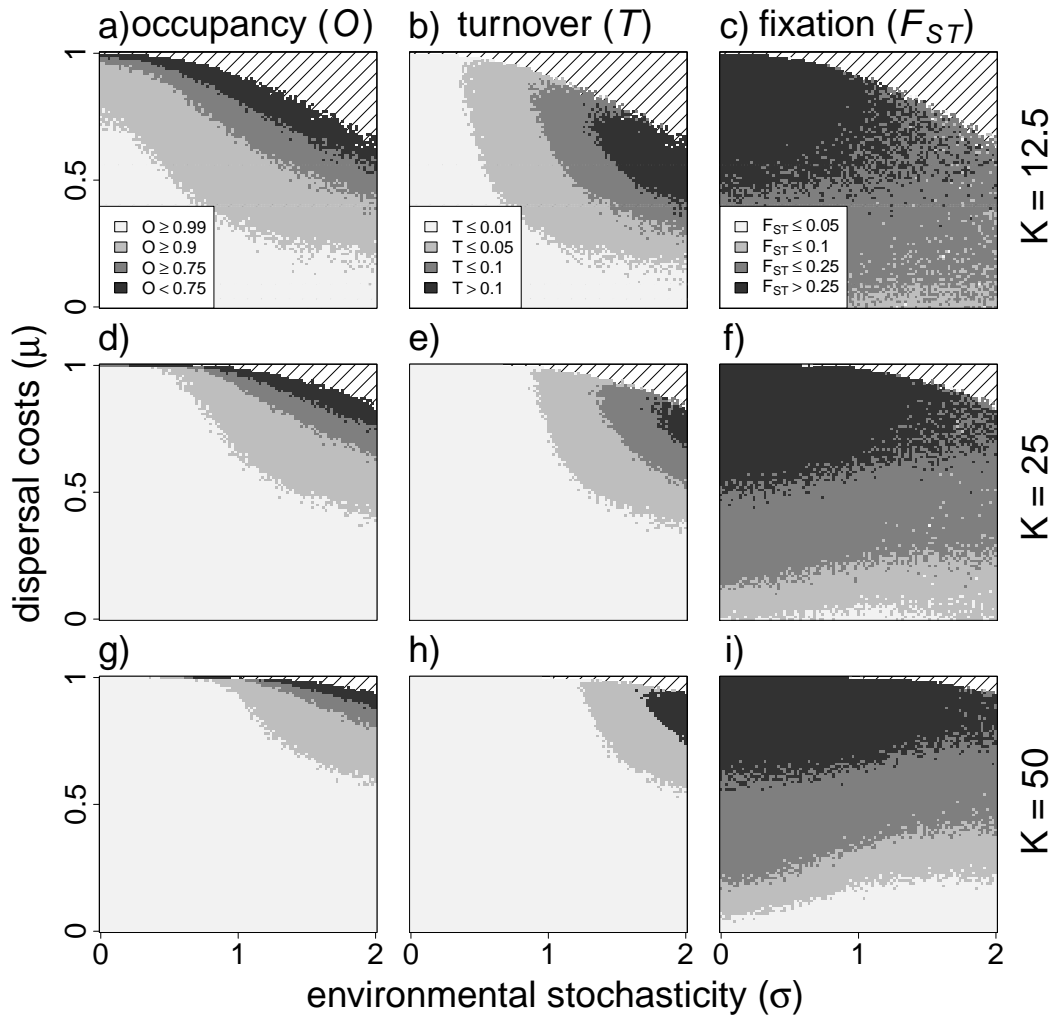 a) occupancy (O)
b) turnover (T)
c) fixation (F_ST)
1
0.5
0
O ≥ 0.99
O ≥ 0.9
O ≥ 0.75
O < 0.75
T ≤ 0.01
T ≤ 0.05
T ≤ 0.1
T > 0.1
F_ST ≤ 0.05
F_ST ≤ 0.1
F_ST ≤ 0.25
F_ST > 0.25
K = 12.5
d)
e)
f)
1
0.5
0
dispersal costs (μ)
K = 25
g)
h)
i)
1
0.5
0
K = 50
0 1 2
0 1 2
0 1 2
environmental stochasticity (σ)